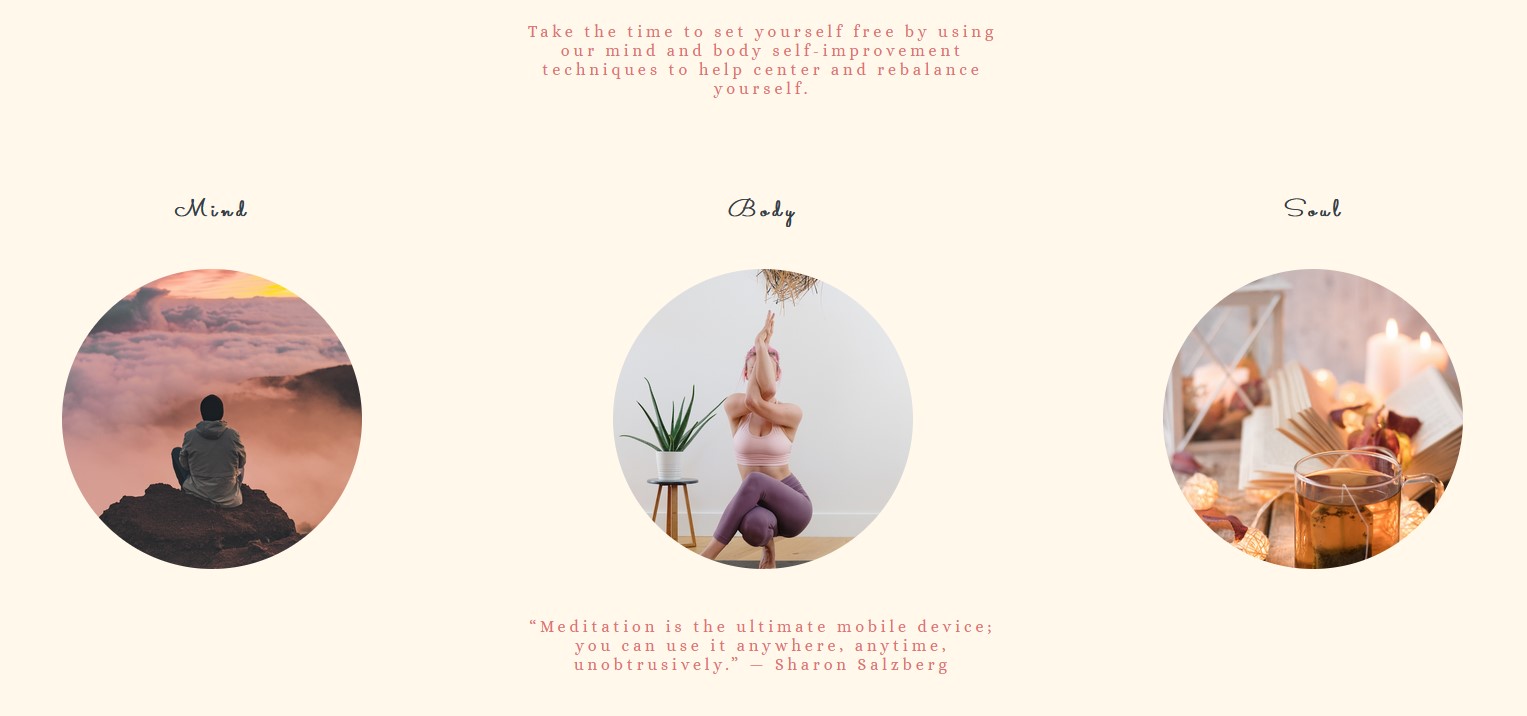 Take the time to set yourself free by using
our mind and body self-improvement
techniques to help center and rebalance
yourself.
Mind
Body
Soul
“Meditation is the ultimate mobile device;
you can use it anywhere, anytime,
unobtrusively.” — Sharon Salzberg